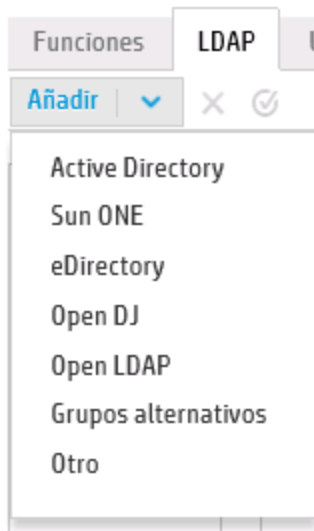 Funciones LDAP
Añadir
Active Directory
Sun ONE
eDirectory
Open DJ
Open LDAP
Grupos alternativos
Otro